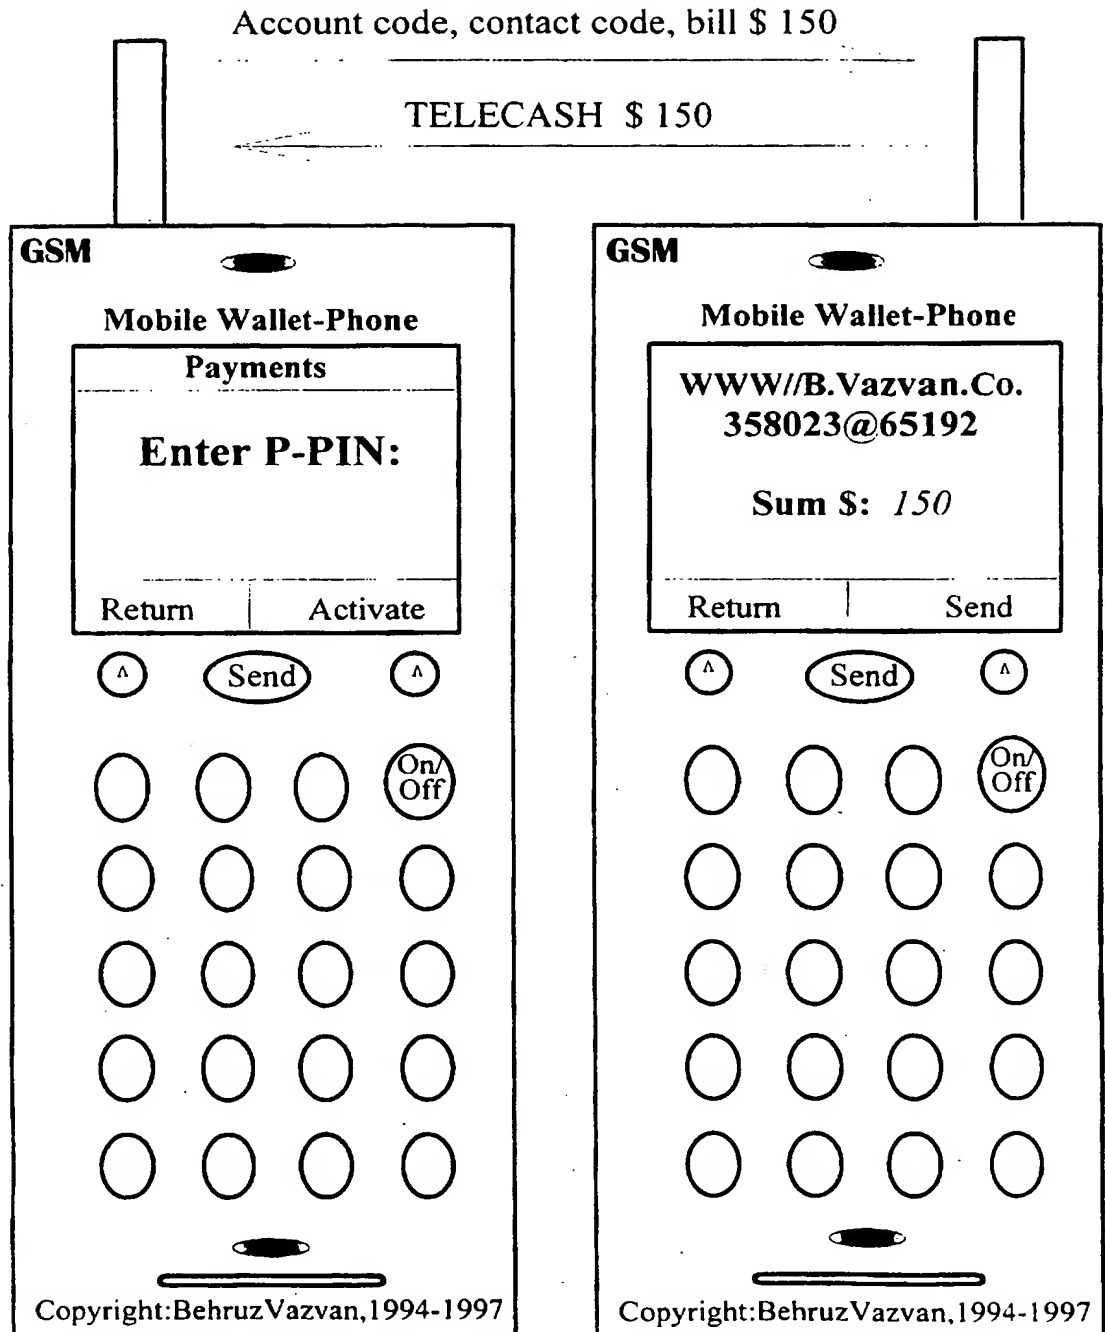 Account code, contact code, bill $ 150
TELECASH $ 150
GSM
Mobile Wallet-Phone
Payments
Enter P-PIN:
Return Activate
^ Send ^
On/
Off
Copyright:BehruzVazvan,1994-1997
GSM
Mobile Wallet-Phone
WWW//B.Vazvan.Co.
358023@65192
Sum $: 150
Return Send
^ Send ^
On/
Off
Copyright:BehruzVazvan,1994-1997